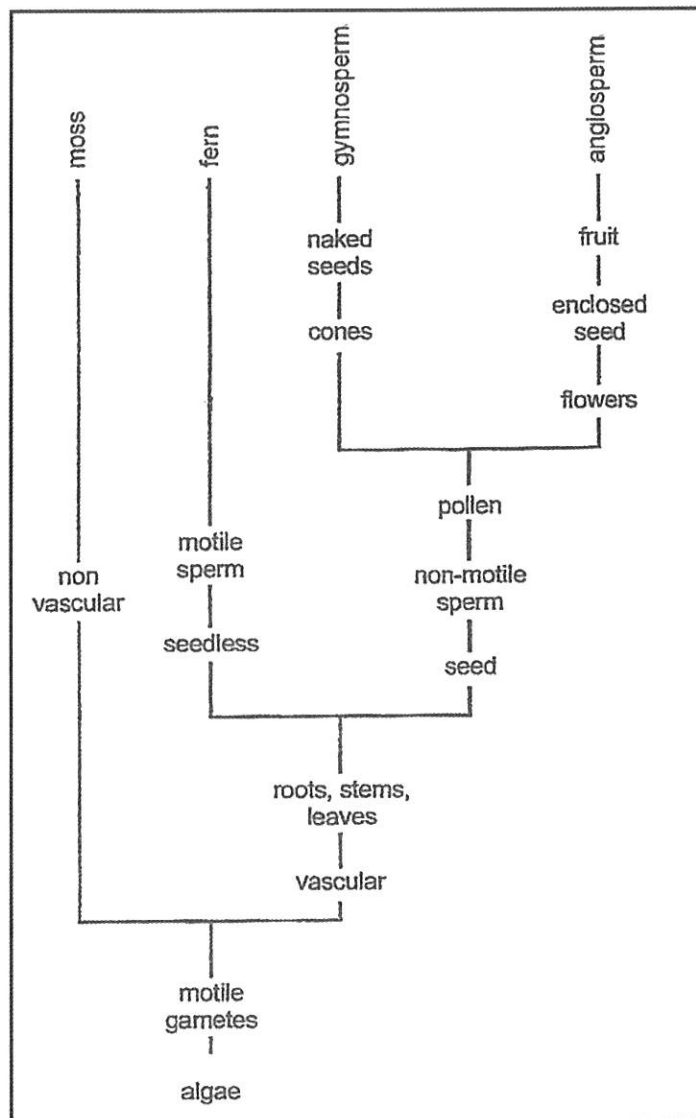 moss
fern
gymnosperm
angiosperm
naked
seeds
fruit
cones
enclosed
seed
flowers
pollen
motile
sperm
non
vascular
non-motile
sperm
seedless
seed
roots, stems,
leaves
vascular
motile
gametes
algae